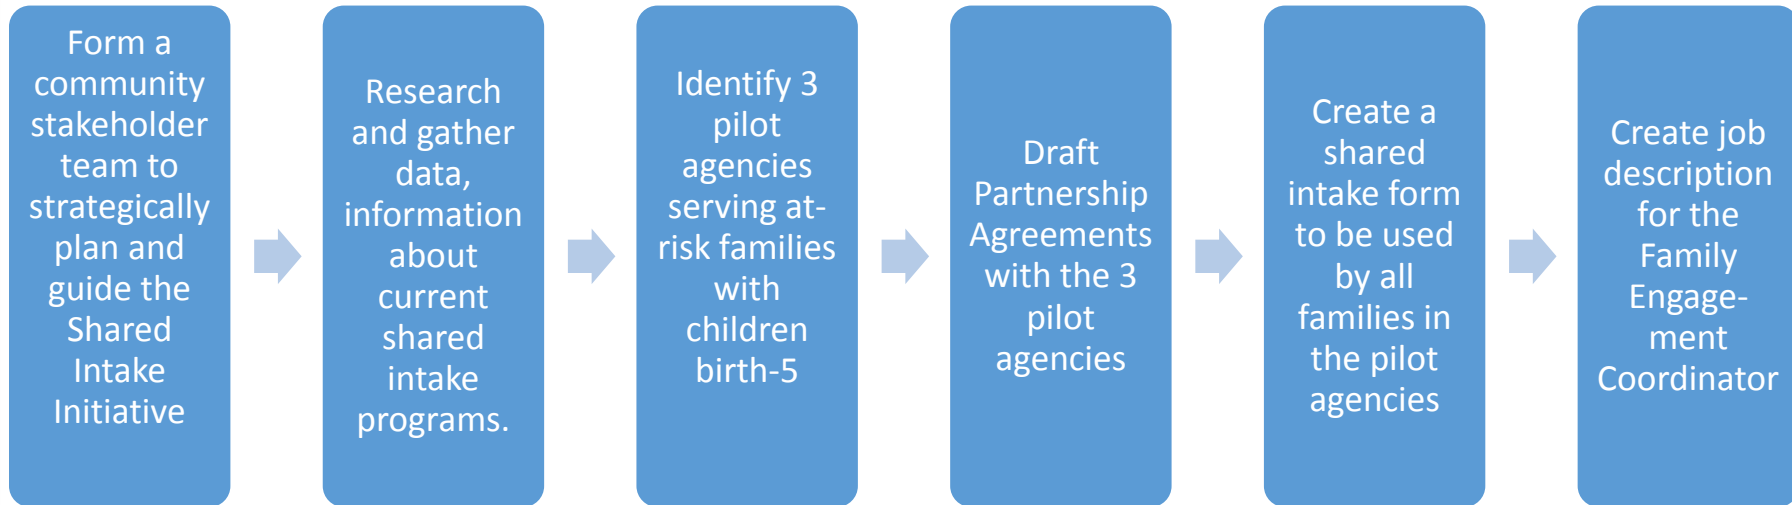 Form a
community
stakeholder
team to
strategically
plan and
guide the
Shared
Intake
Initiative
Research
and gather
data,
information
about
current
shared
intake
programs.
Identify 3
pilot
agencies
serving at-
risk families
with
children
birth-5
Draft
Partnership
Agreements
with the 3
pilot
agencies
Create a
shared
intake form
to be used
by all
families in
the pilot
agencies
Create job
description
for the
Family
Engage-
ment
Coordinator